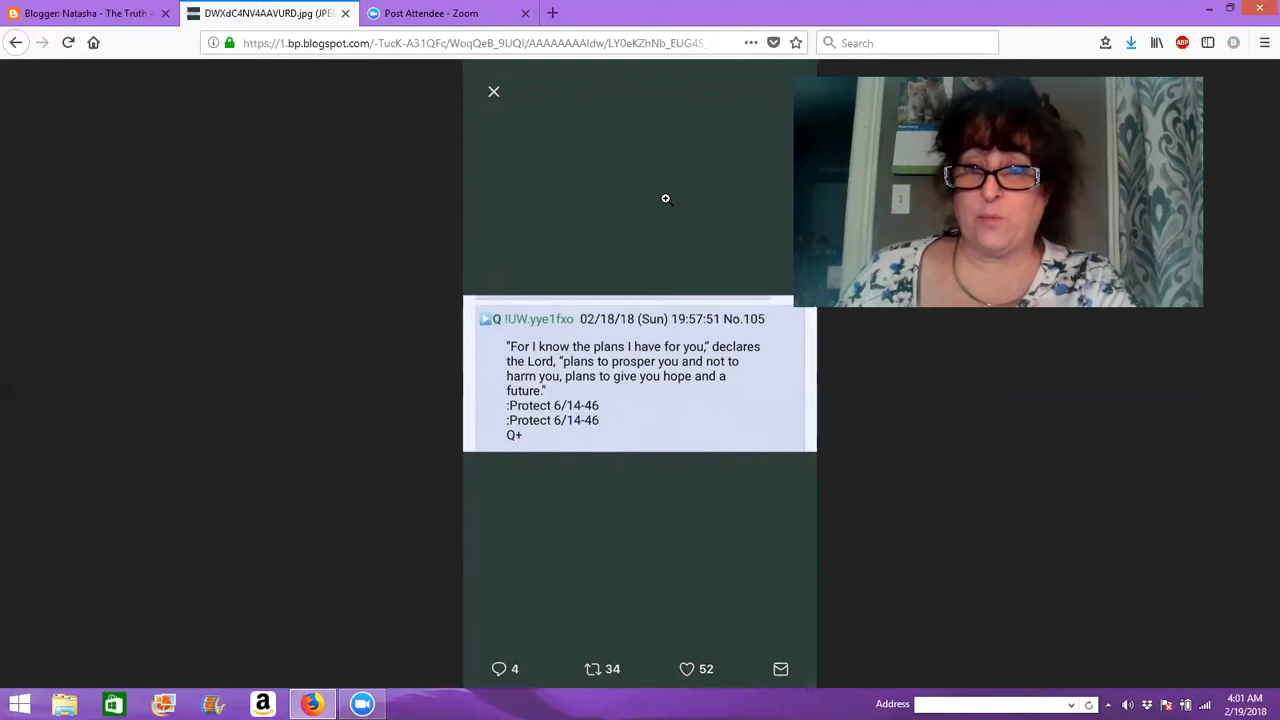 Blogger: Natasha - The Truth
DWXdC4NV4AAVURD.jpg (JPEG
Post Attendee - Zoom
https://1.bp.blogspot.com/-TucK-A31QFc/WoqQeB_9UQI/AAAAAAAAIdw/LY0eKZhNb_EUG4S_
Search
ABP
Q !UW.yye1fxo 02/18/18 (Sun) 19:57:51 No.105
"For I know the plans I have for you,” declares
the Lord, “plans to prosper you and not to
harm you, plans to give you hope and a
future."
:Protect 6/14-46
:Protect 6/14-46
Q+
4
34
52
Address
4:01 AM
2/19/2018